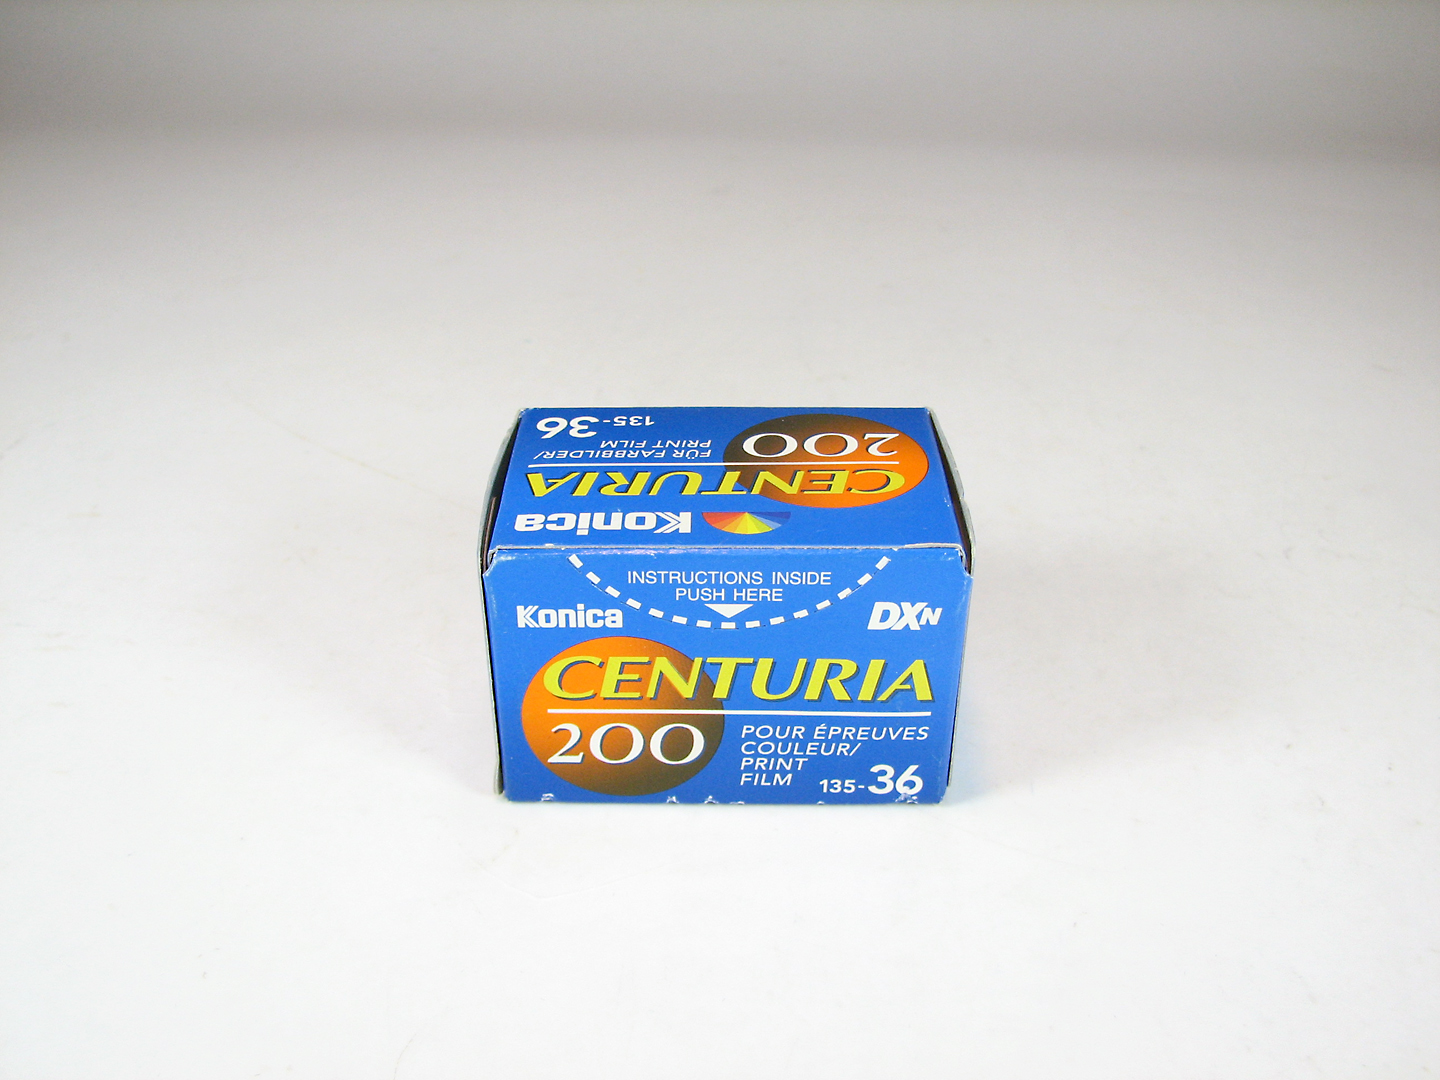 Konica
CENTURIA
200
FÜR FARBBILDER/
PRINT FILM
135-36
INSTRUCTIONS INSIDE
PUSH HERE
Konica
DXN
CENTURIA
200
POUR ÉPREUVES
COULEUR/
PRINT
FILM
135-36